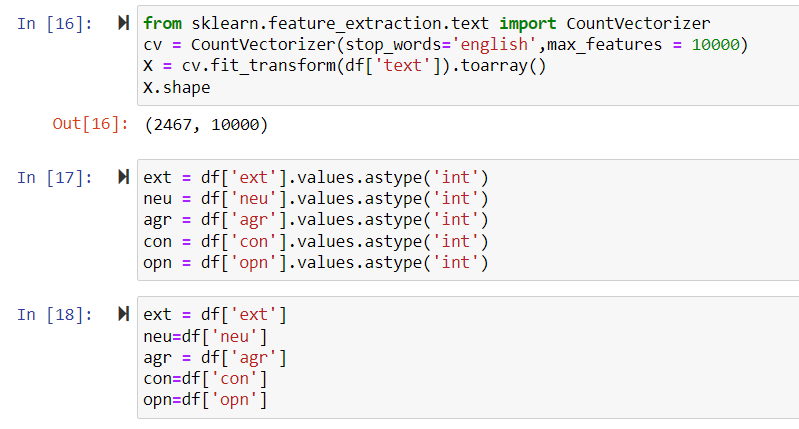 In [16]: from sklearn.feature_extraction.text import CountVectorizer
cv = CountVectorizer(stop_words='english',max_features = 10000)
X = cv.fit_transform(df['text']).toarray()
X.shape
Out[16]: (2467, 10000)
In [17]: ext = df['ext'].values.astype('int')
neu = df['neu'].values.astype('int')
agr = df['agr'].values.astype('int')
con = df['con'].values.astype('int')
opn = df['opn'].values.astype('int')
In [18]: ext = df['ext']
neu=df['neu']
agr = df['agr']
con=df['con']
opn=df['opn']